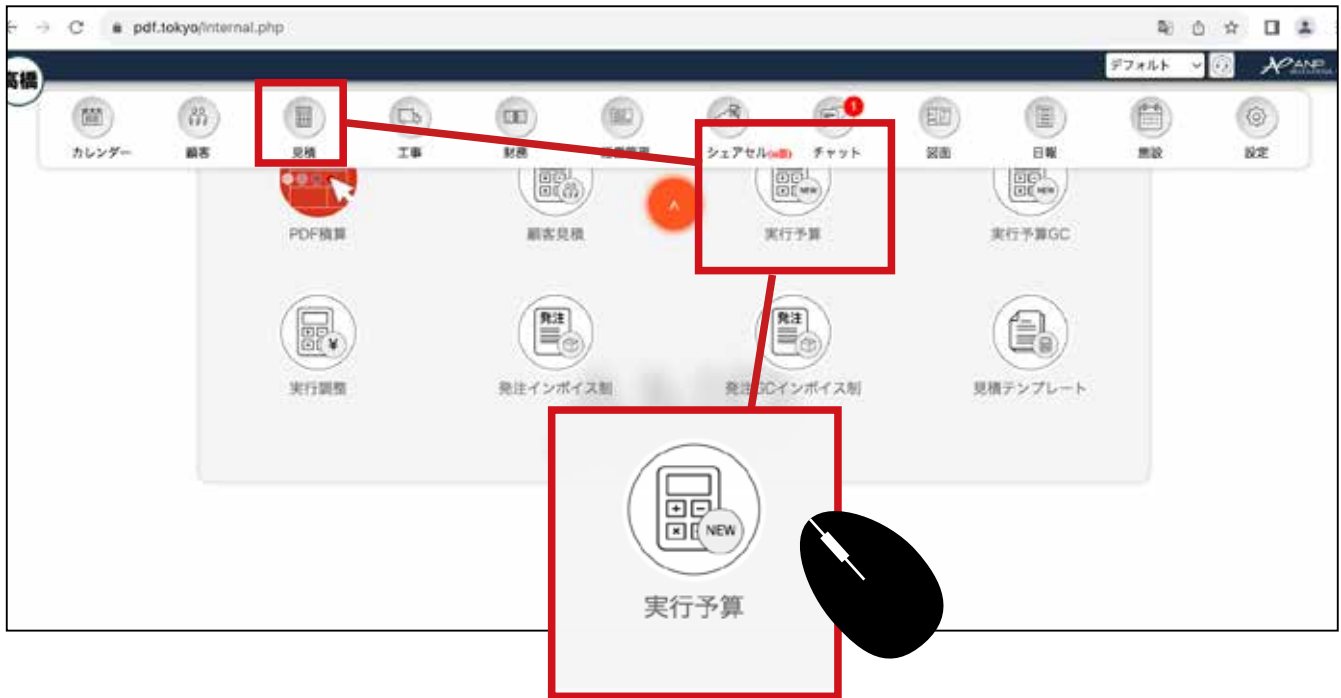 pdf.tokyo/internal.php
デフォルト
ANP
高橋
カレンダー
顧客
見積
工事
財務
シェアセル
1
チャット
図面
日報
施設
設定
PDF積算
顧客見積
NEW
実行予算
NEW
実行予算GC
実行調整
発注
発注インボイス制
発注
発注GCインボイス制
見積テンプレート
NEW
実行予算